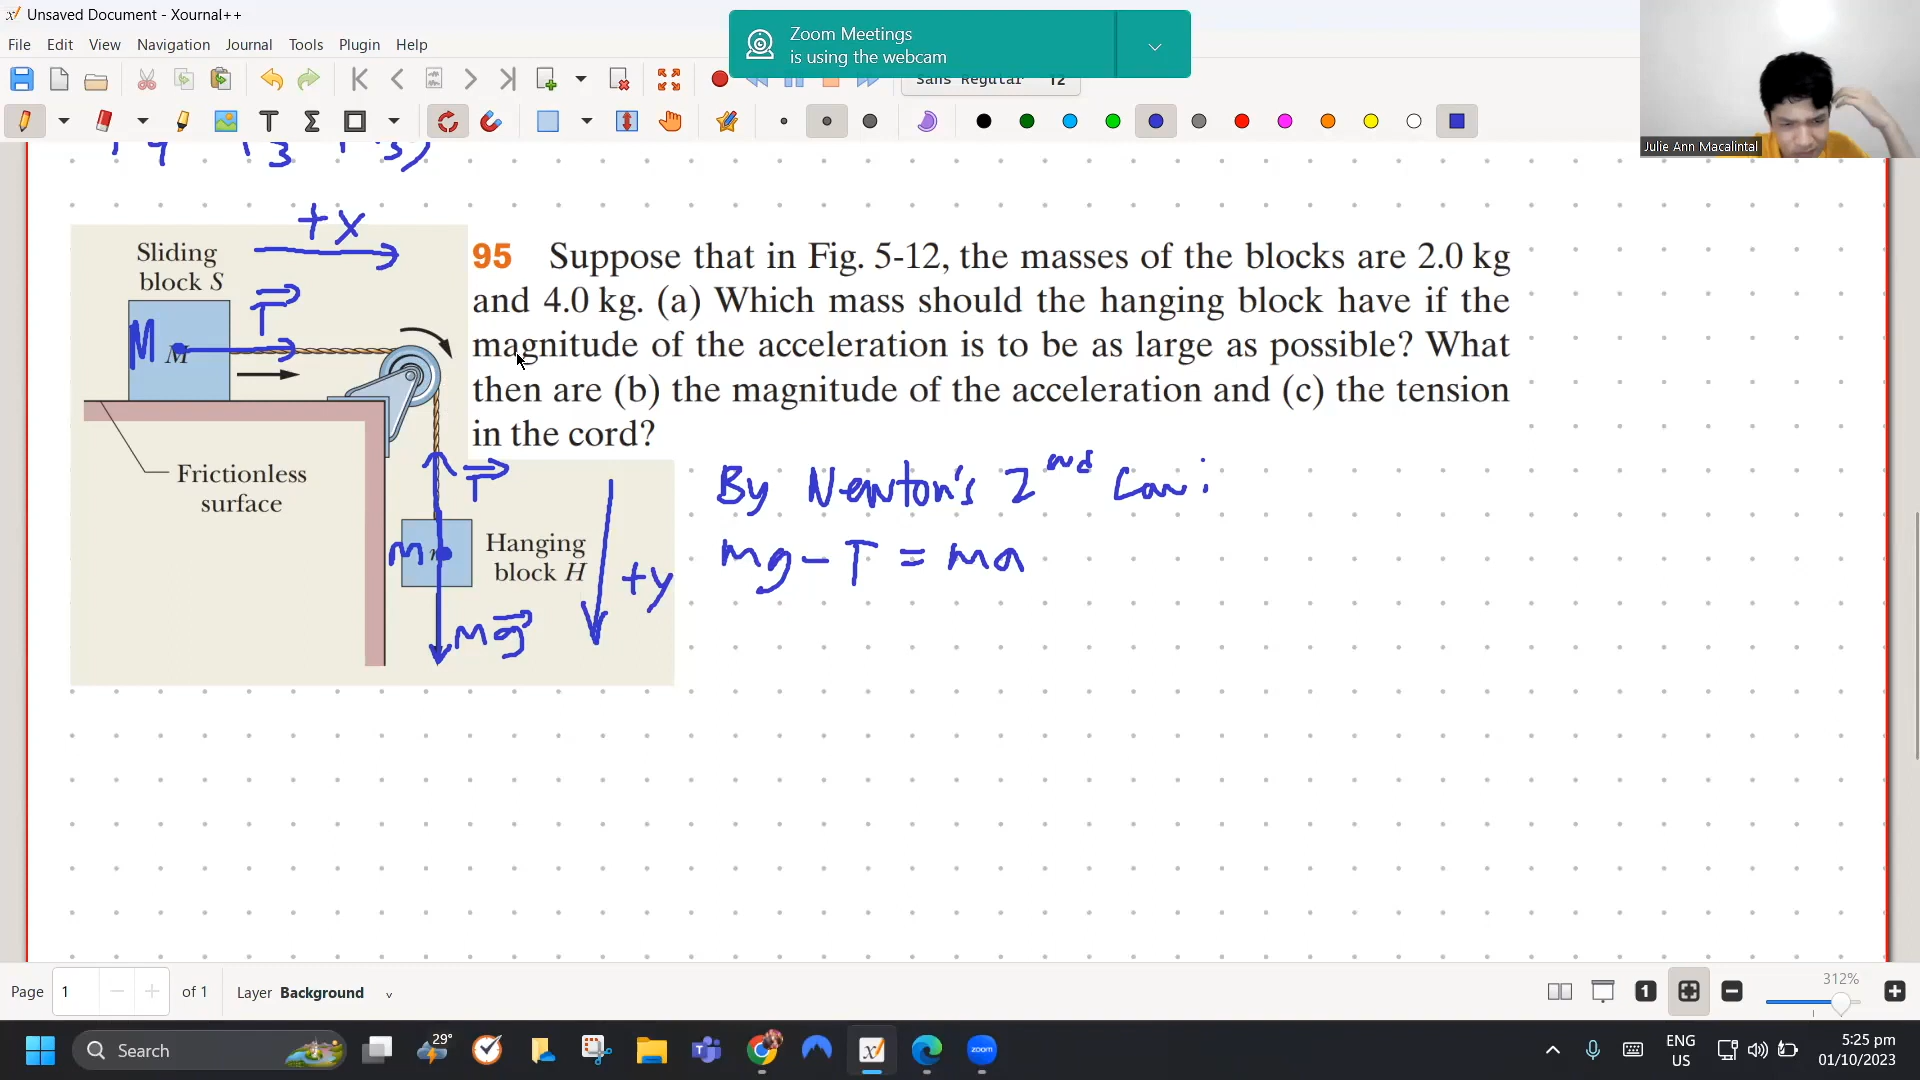 Unsaved Document - Xournal++
File Edit View Navigation Journal Tools Plugin Help
Zoom Meetings
is using the webcam
Sans Regular 12
Julie Ann Macalintal
+x
Sliding
block S
T
M
M
95 Suppose that in Fig. 5-12, the masses of the blocks are 2.0 kg
and 4.0 kg. (a) Which mass should the hanging block have if the
magnitude of the acceleration is to be as large as possible? What
then are (b) the magnitude of the acceleration and (c) the tension
in the cord?
Frictionless
surface
T
m
Hanging
block H
+y
mg
By Newton's 2nd Law:
mg - T = ma
Page 1 of 1 Layer Background
312%
Search
29°
zoom
ENG
US
5:25 pm
01/10/2023